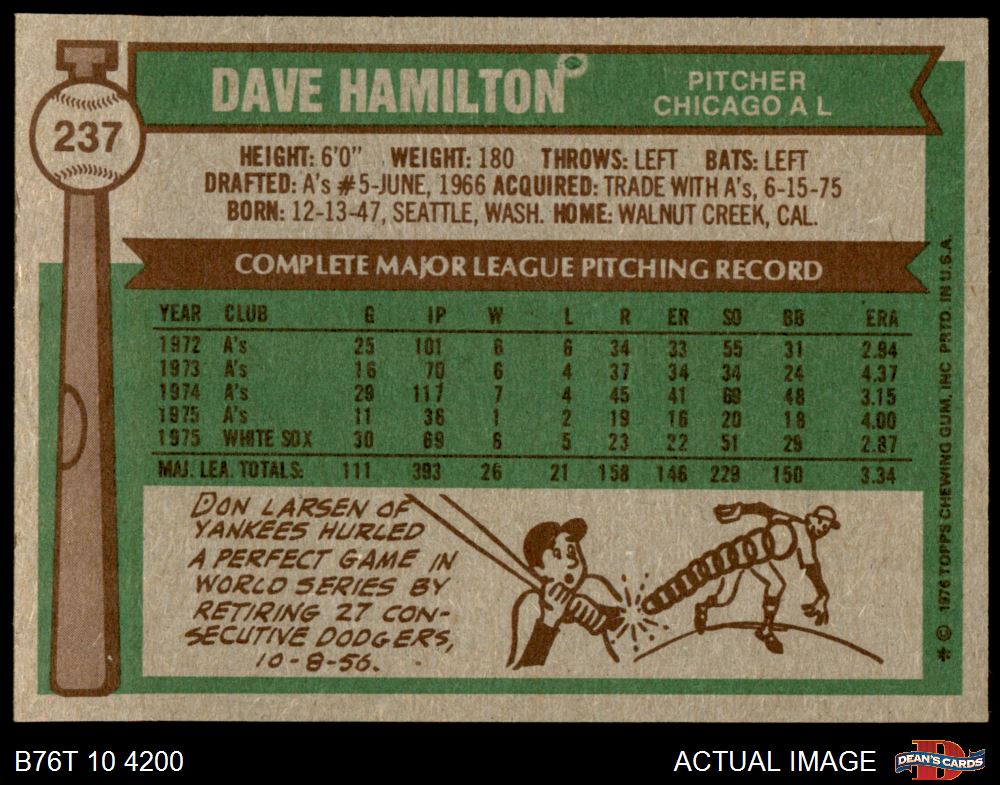 237
DAVE HAMILTON
PITCHER
CHICAGO A L
HEIGHT: 6'0" WEIGHT: 180 THROWS: LEFT BATS: LEFT
DRAFTED: A's #5-JUNE, 1966 ACQUIRED: TRADE WITH A's, 6-15-75
BORN: 12-13-47, SEATTLE, WASH. HOME: WALNUT CREEK, CAL.
COMPLETE MAJOR LEAGUE PITCHING RECORD
YEAR CLUB G IP W L R ER SO BB ERA
1972 A's 25 101 6 6 34 33 55 31 2.94
1973 A's 16 70 6 4 37 34 34 24 4.37
1974 A's 29 117 7 4 45 41 69 48 3.15
1975 A's 11 36 1 2 19 16 20 18 4.00
1975 WHITE SOX 30 69 6 5 23 22 51 29 2.87
MAJ. LEA. TOTALS: 111 393 26 21 158 146 229 150 3.34
DON LARSEN OF
YANKEES HURLED
A PERFECT GAME IN
WORLD SERIES BY
RETIRING 27 CON-
SECUTIVE DODGERS,
10-8-56.
* © 1976 TOPPS CHEWING GUM, INC PRTD. IN U.S.A.
B76T 10 4200
ACTUAL IMAGE
D
DEAN'S CARDS